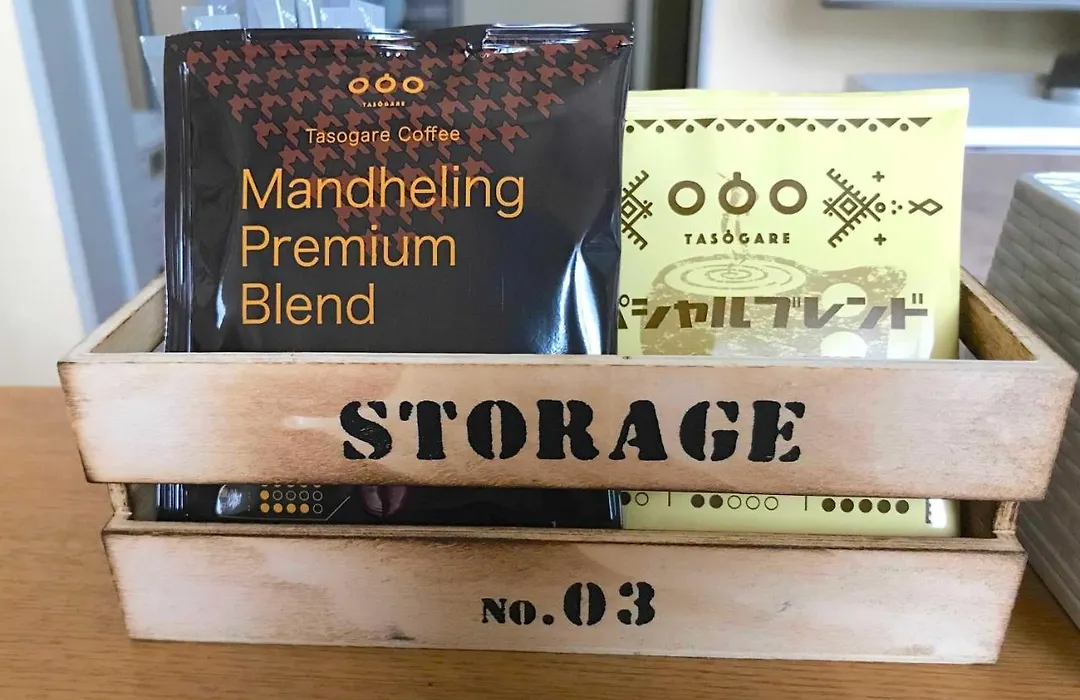 TASOGARE
Tasogare Coffee
Mandheling
Premium
Blend
TASOGARE
ペシャルブレンド
STORAGE
No.03